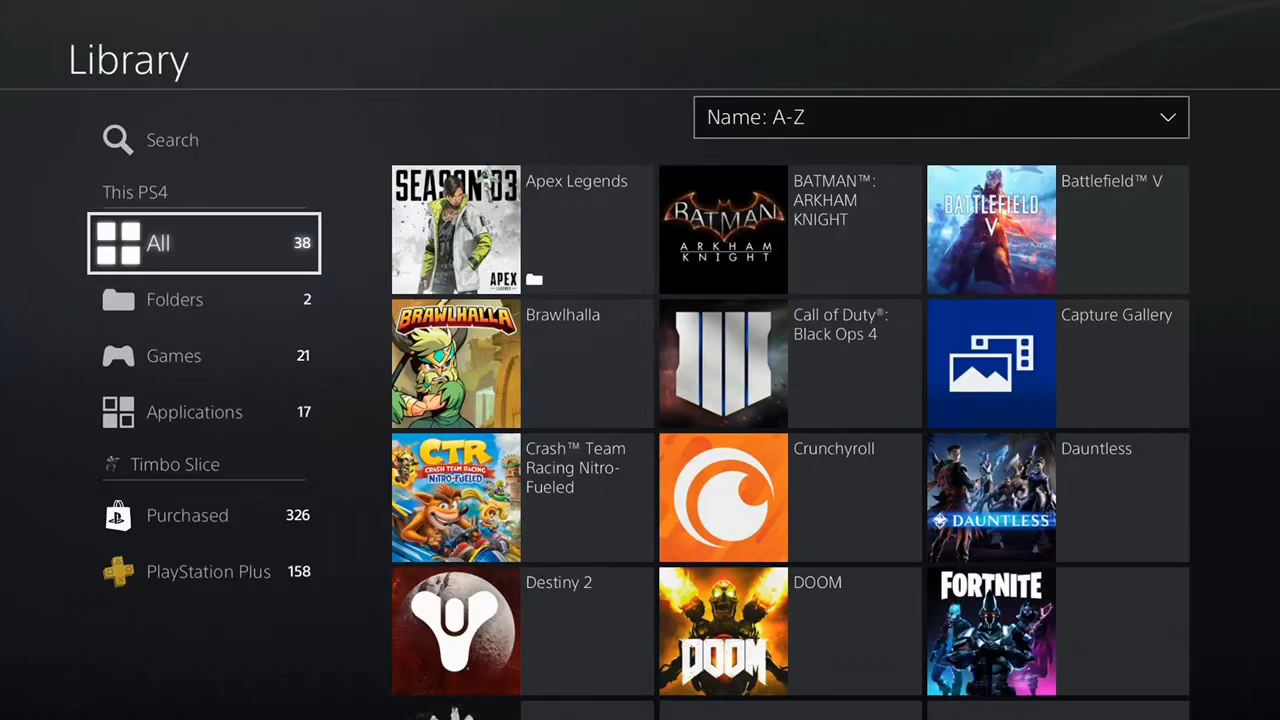 Library
Name: A-Z
Search
This PS4
All 38
Folders 2
Games 21
Applications 17
Timbo Slice
Purchased 326
PlayStation Plus 158
SEASON 03
APEX
LEGENDS
Apex Legends
BATMAN
ARKHAM
KNIGHT
BATMAN™:
ARKHAM
KNIGHT
BATTLEFIELD
V
Battlefield™ V
BRAWLHALLA
Brawlhalla
Call of Duty®:
Black Ops 4
Capture Gallery
CTR
CRASH TEAM RACING
NITRO-FUELED
Crash™ Team
Racing Nitro-
Fueled
Crunchyroll
DAUNTLESS
Dauntless
Destiny 2
DOOM
DOOM
FORTNITE